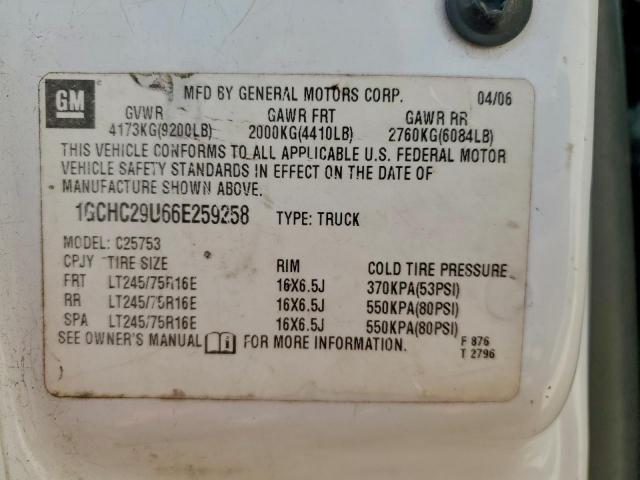 GM
MFD BY GENERAL MOTORS CORP. 04/06
GVWR GAWR FRT GAWR RR
4173KG(9200LB) 2000KG(4410LB) 2760KG(6084LB)
THIS VEHICLE CONFORMS TO ALL APPLICABLE U.S. FEDERAL MOTOR
VEHICLE SAFETY STANDARDS IN EFFECT ON THE DATE OF
MANUFACTURE SHOWN ABOVE.
1GCHC29U66E259258 TYPE: TRUCK
MODEL: C25753
CPJY TIRE SIZE RIM COLD TIRE PRESSURE
FRT LT245/75R16E 16X6.5J 370KPA(53PSI)
RR LT245/75R16E 16X6.5J 550KPA(80PSI)
SPA LT245/75R16E 16X6.5J 550KPA(80PSI)
SEE OWNER'S MANUAL FOR MORE INFORMATION.
F 876
T 2796